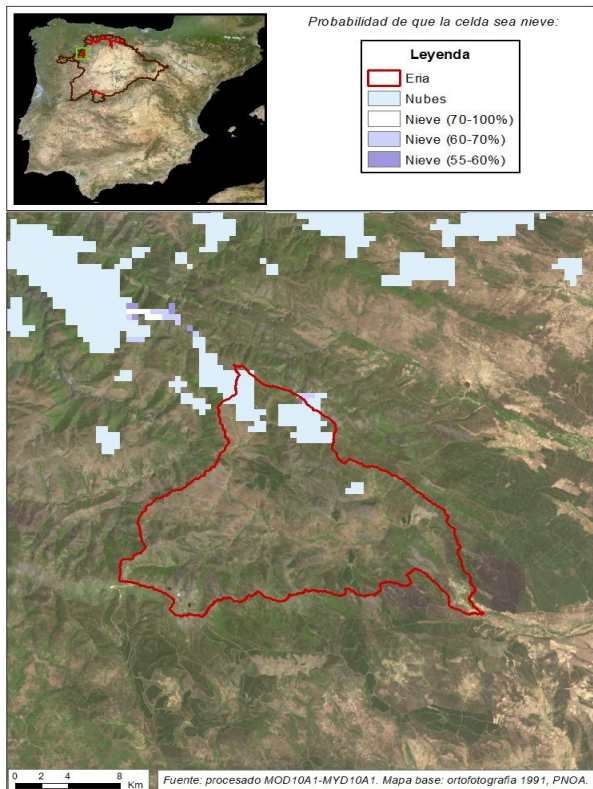 Probabilidad de que la celda sea nieve:
Leyenda
Eria
Nubes
Nieve (70-100%)
Nieve (60-70%)
Nieve (55-60%)
0 2 4 8
Km
Fuente: procesado MOD10A1-MYD10A1. Mapa base: ortofotografia 1991, PNOA.